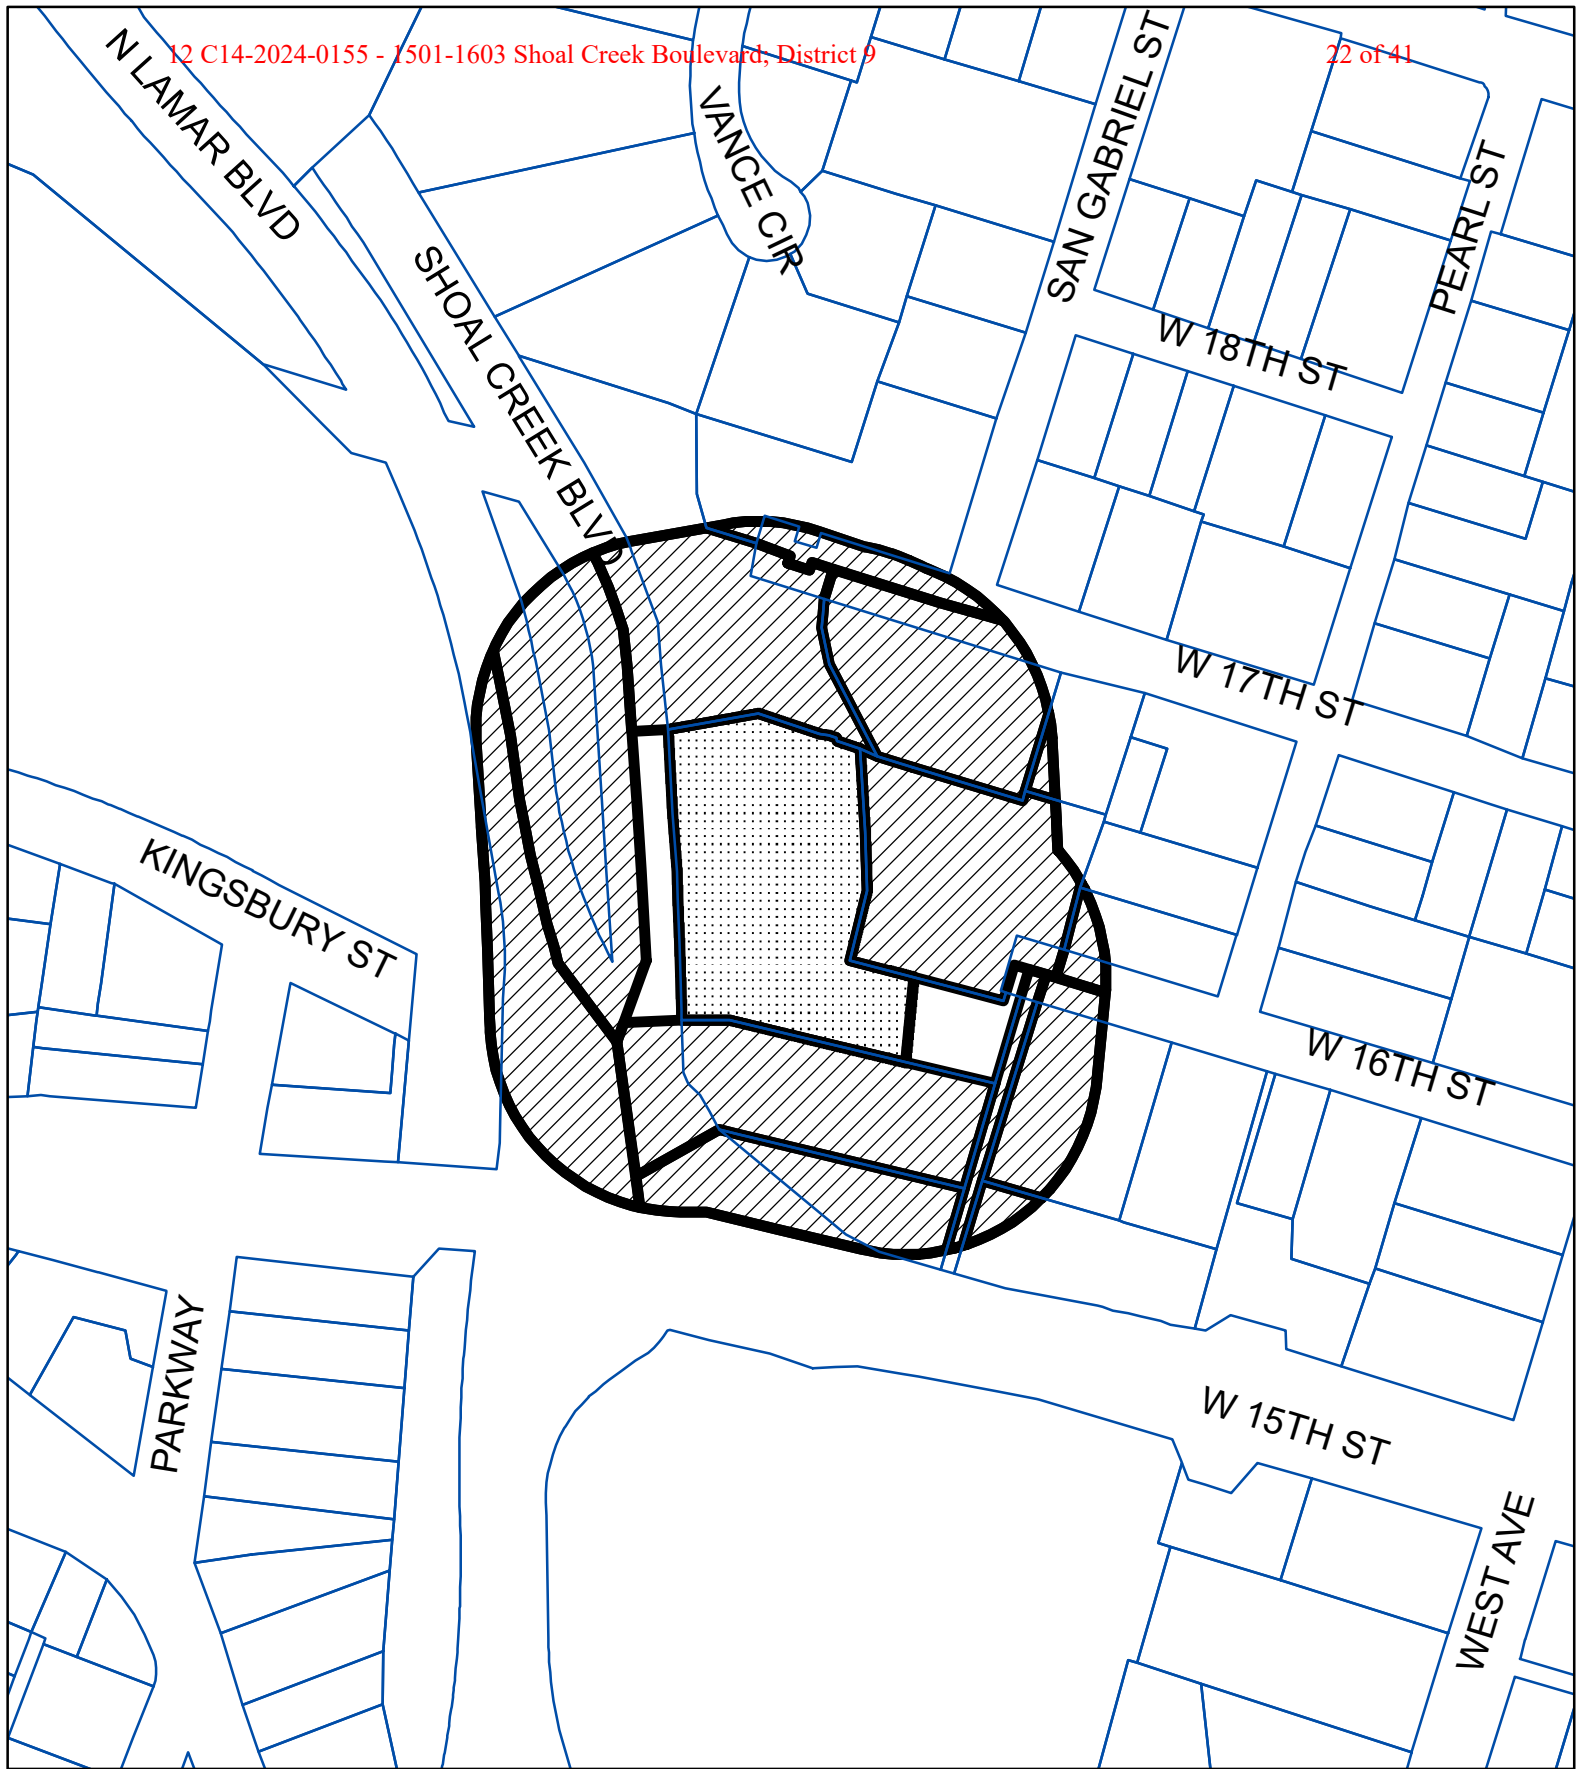 12 C14-2024-0155 - 1501-1603 Shoal Creek Boulevard; District 9
22 of 41
N LAMAR BLVD
VANCE CIR
SAN GABRIEL ST
PEARL ST
SHOAL CREEK BLVD
W 18TH ST
W 17TH ST
KINGSBURY ST
W 16TH ST
PARKWAY
W 15TH ST
WEST AVE